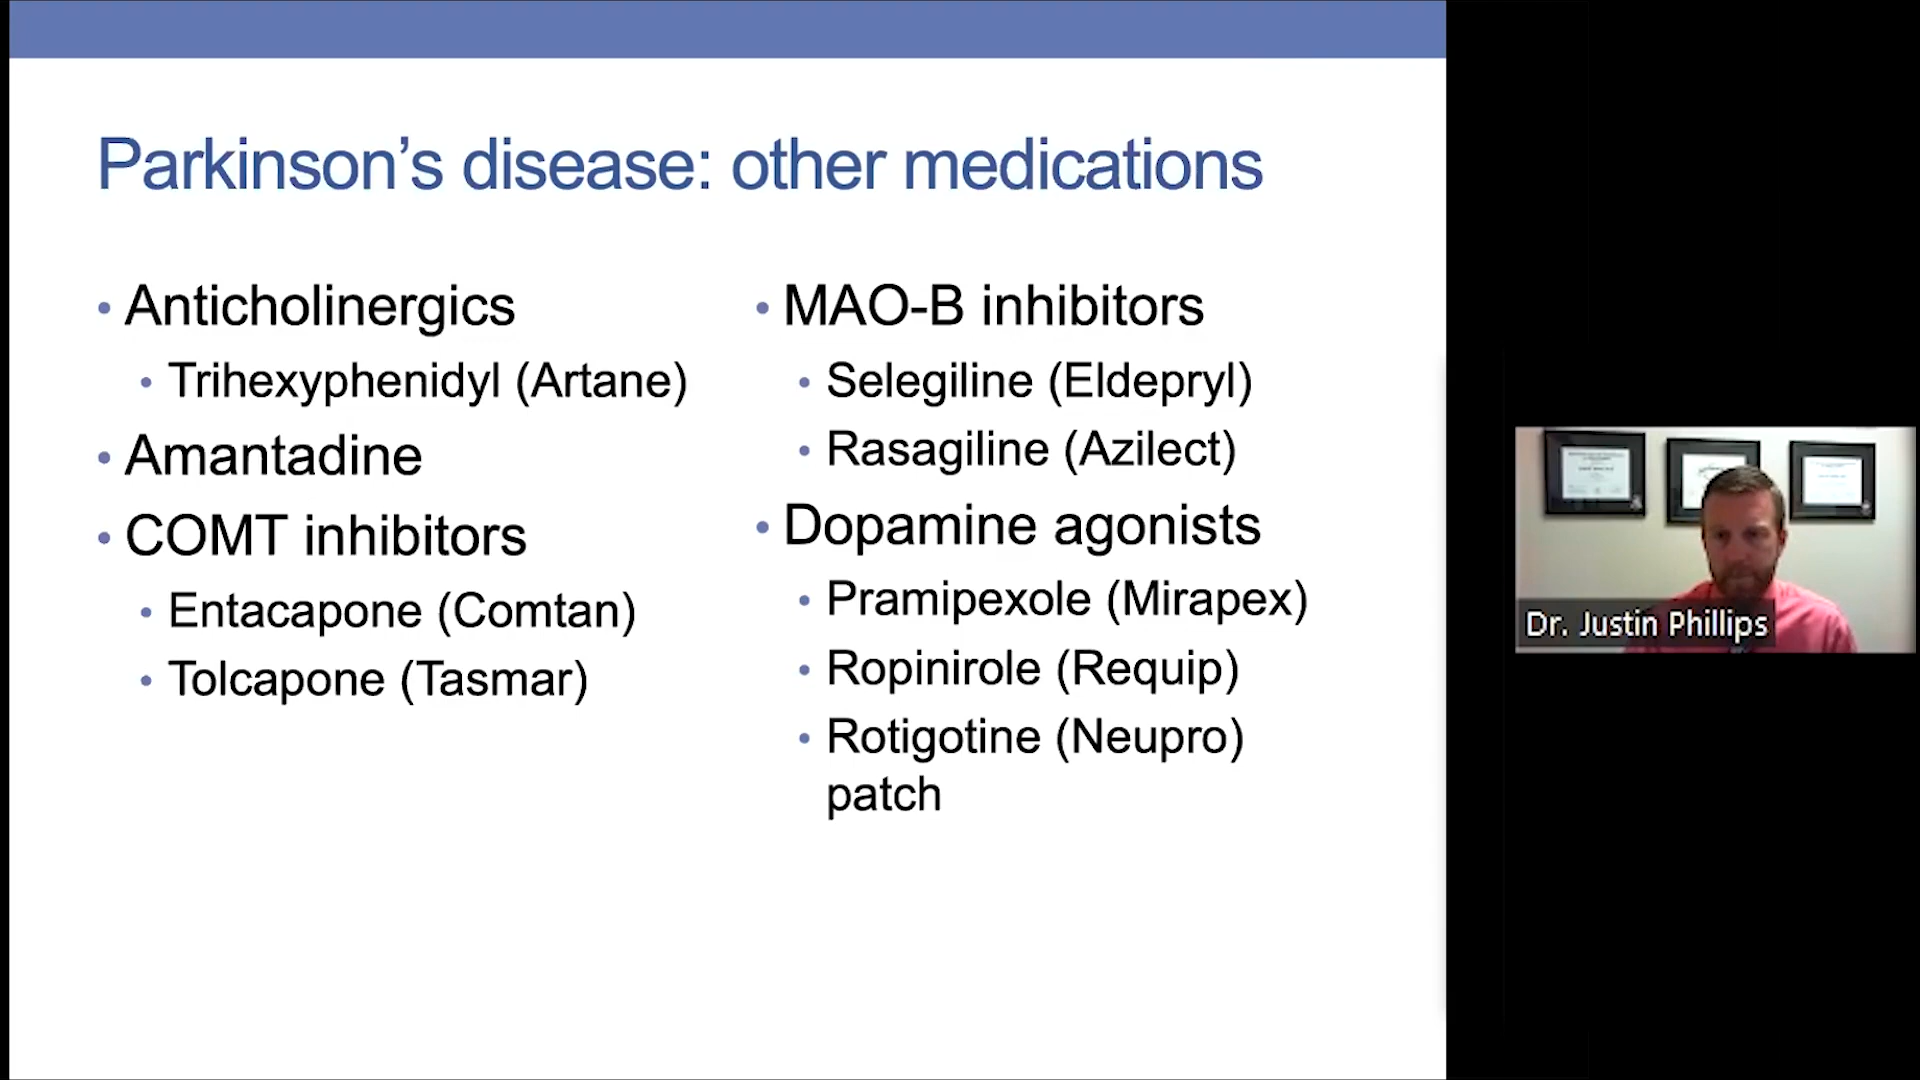 Parkinson’s disease: other medications
• Anticholinergics
• Trihexyphenidyl (Artane)
• Amantadine
• COMT inhibitors
• Entacapone (Comtan)
• Tolcapone (Tasmar)
• MAO-B inhibitors
• Selegiline (Eldepryl)
• Rasagiline (Azilect)
• Dopamine agonists
• Pramipexole (Mirapex)
• Ropinirole (Requip)
• Rotigotine (Neupro)
patch
Dr. Justin Phillips